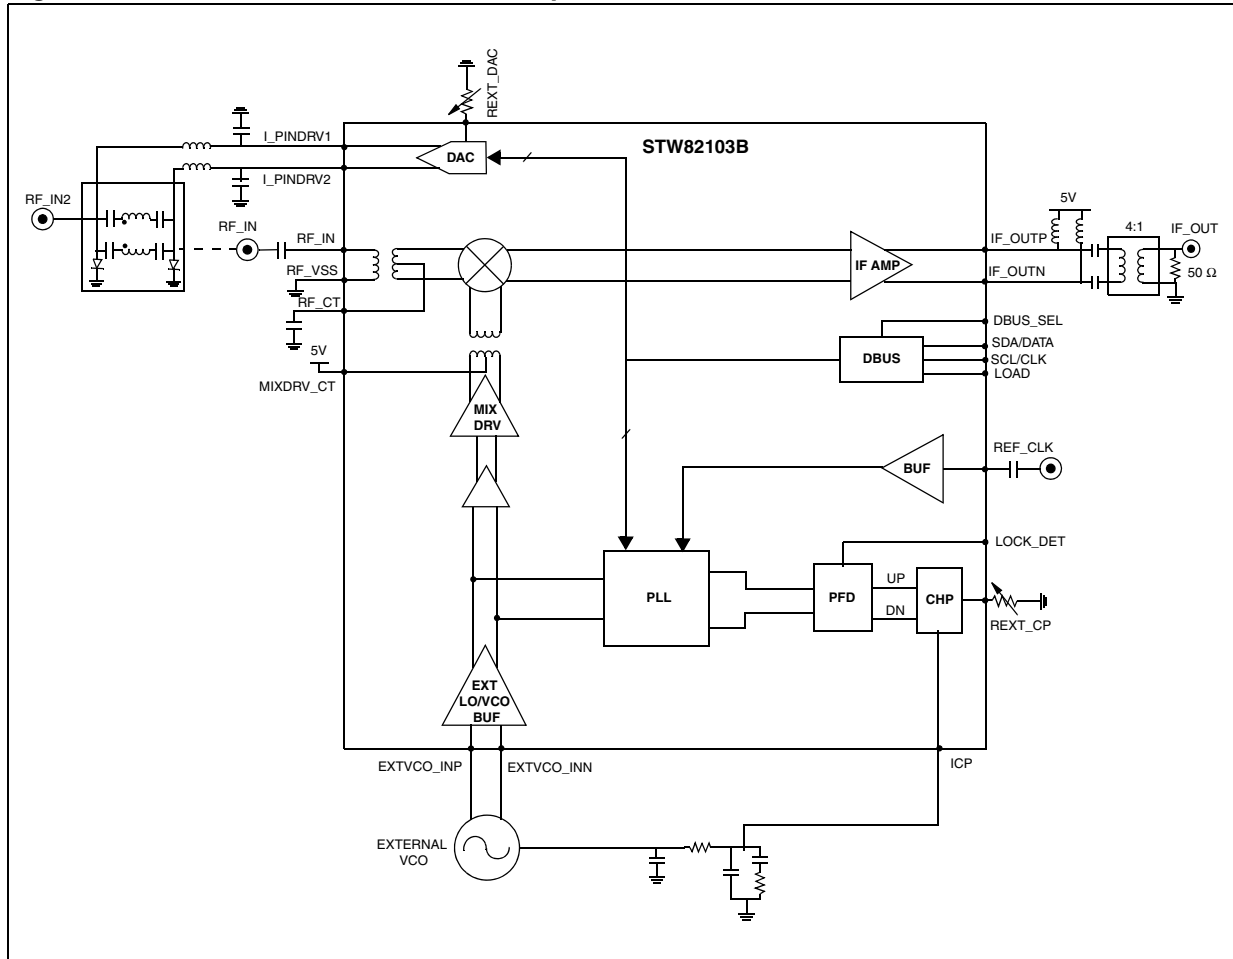 REXT_DAC
I_PINDRV1
STW82103B
DAC
I_PINDRV2
RF_IN2
5V
RF_IN
RF_IN
4:1
IF_OUT
IF_OUTP
RF_VSS
IF AMP
IF_OUTN
50 Ω
RF_CT
DBUS_SEL
5V
SDA/DATA
DBUS
SCL/CLK
LOAD
MIXDRV_CT
MIX
DRV
REF_CLK
BUF
LOCK_DET
UP
PLL
PFD
CHP
DN
REXT_CP
EXT
LO/VCO
BUF
EXTVCO_INP
EXTVCO_INN
ICP
EXTERNAL
VCO